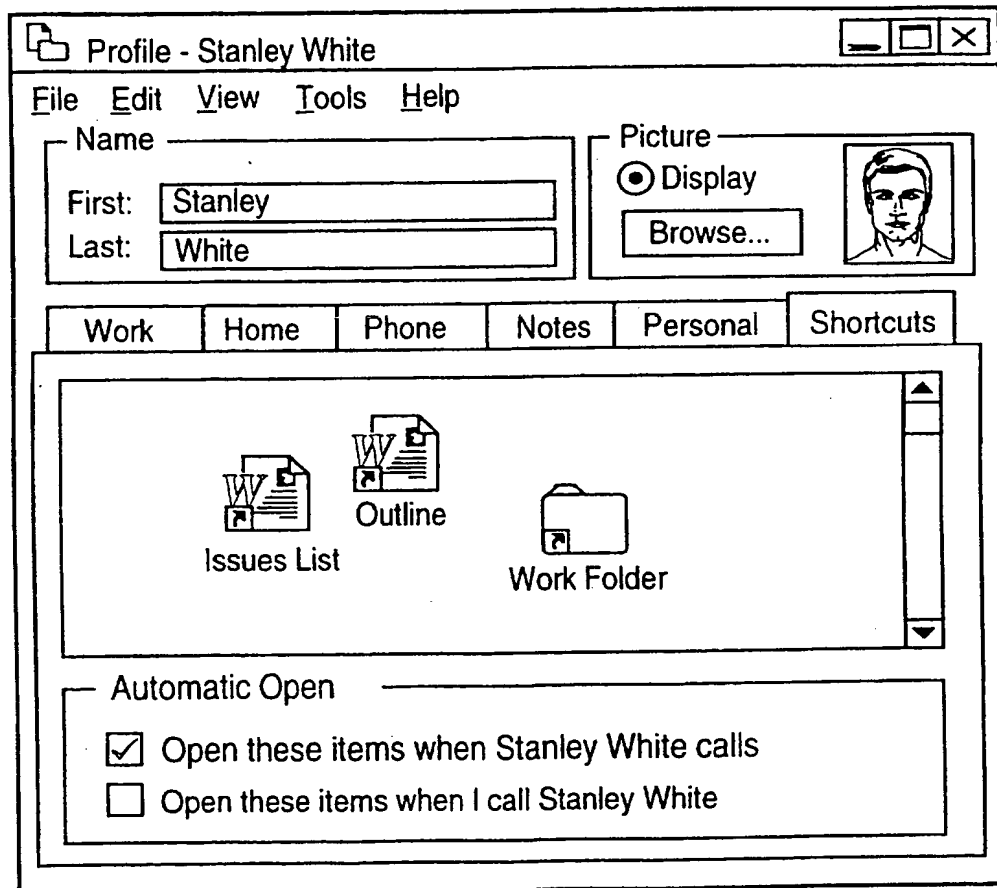 Profile - Stanley White
File Edit View Tools Help
Name
First: Stanley
Last: White
Picture
Display
Browse...
Work Home Phone Notes Personal Shortcuts
W
Outline
W
Issues List
Work Folder
Automatic Open
Open these items when Stanley White calls
Open these items when I call Stanley White